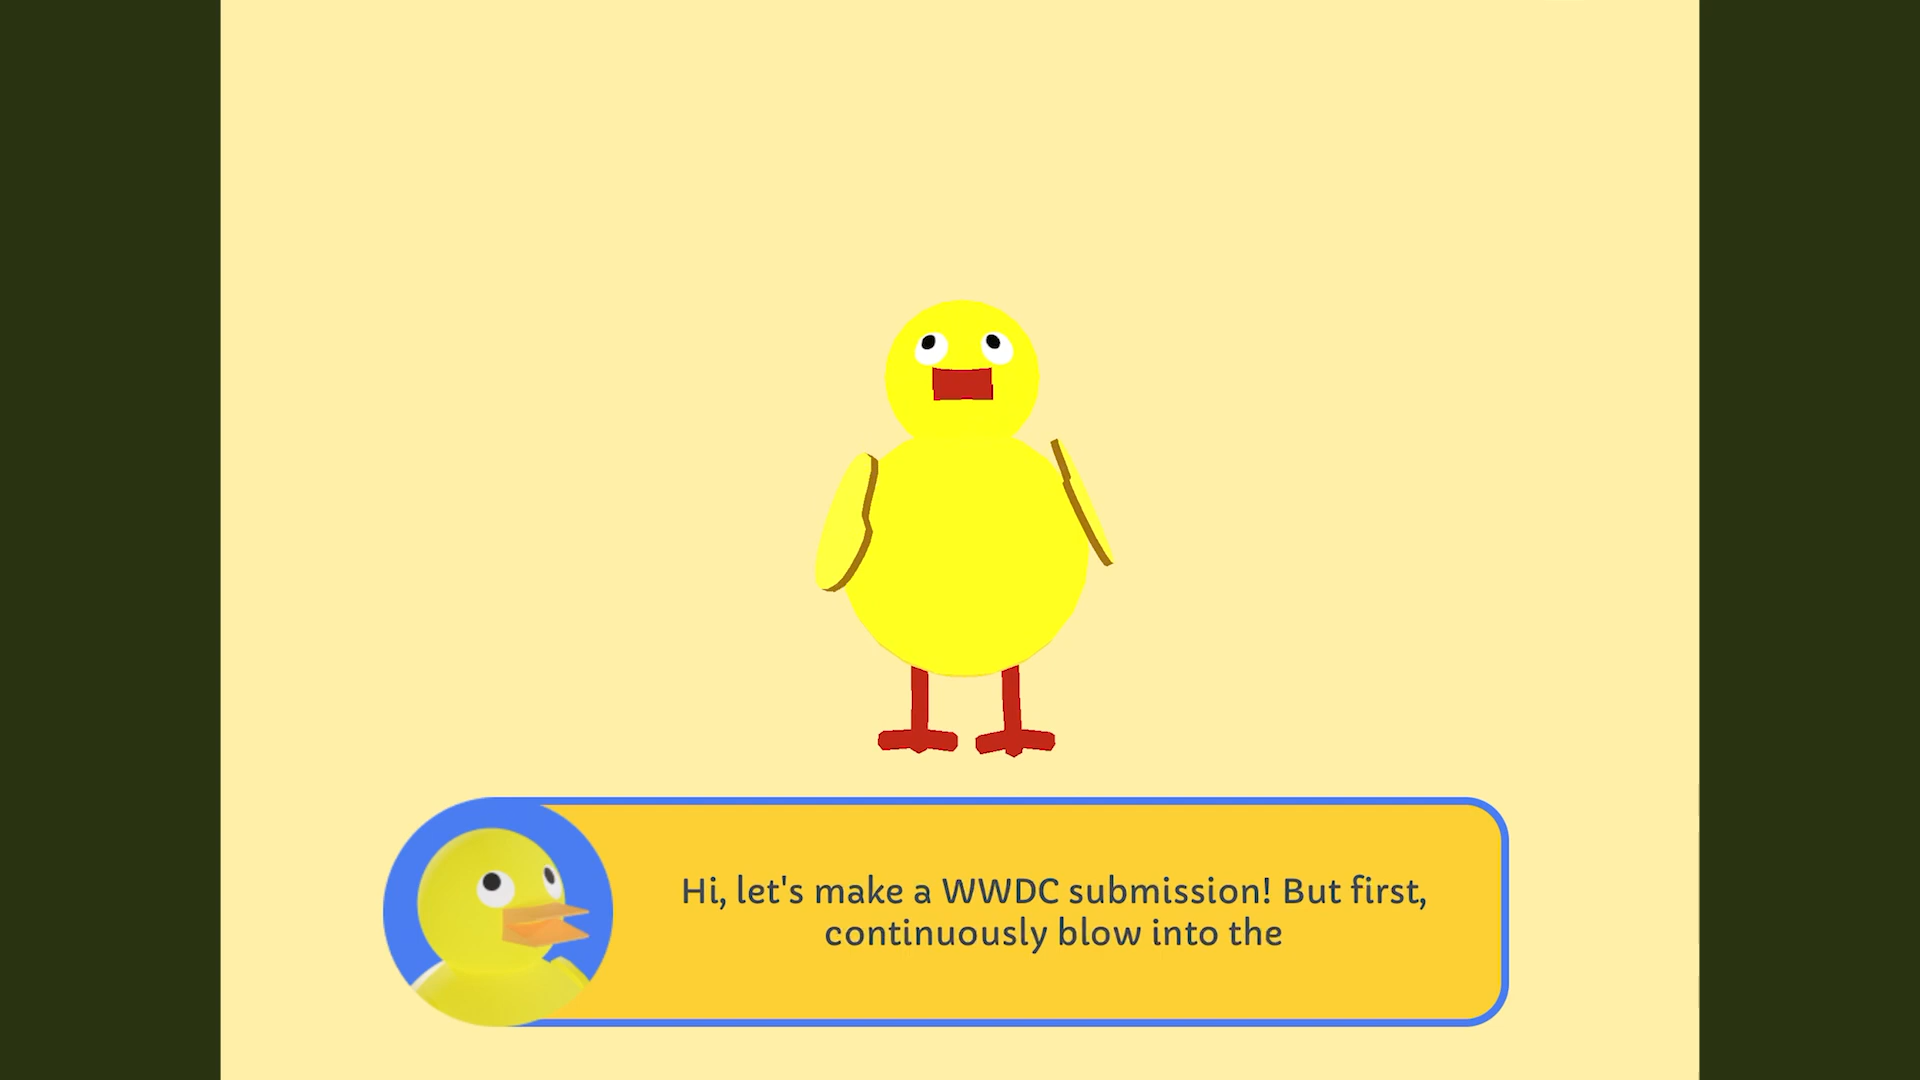 Hi, let's make a WWDC submission! But first,
continuously blow into the